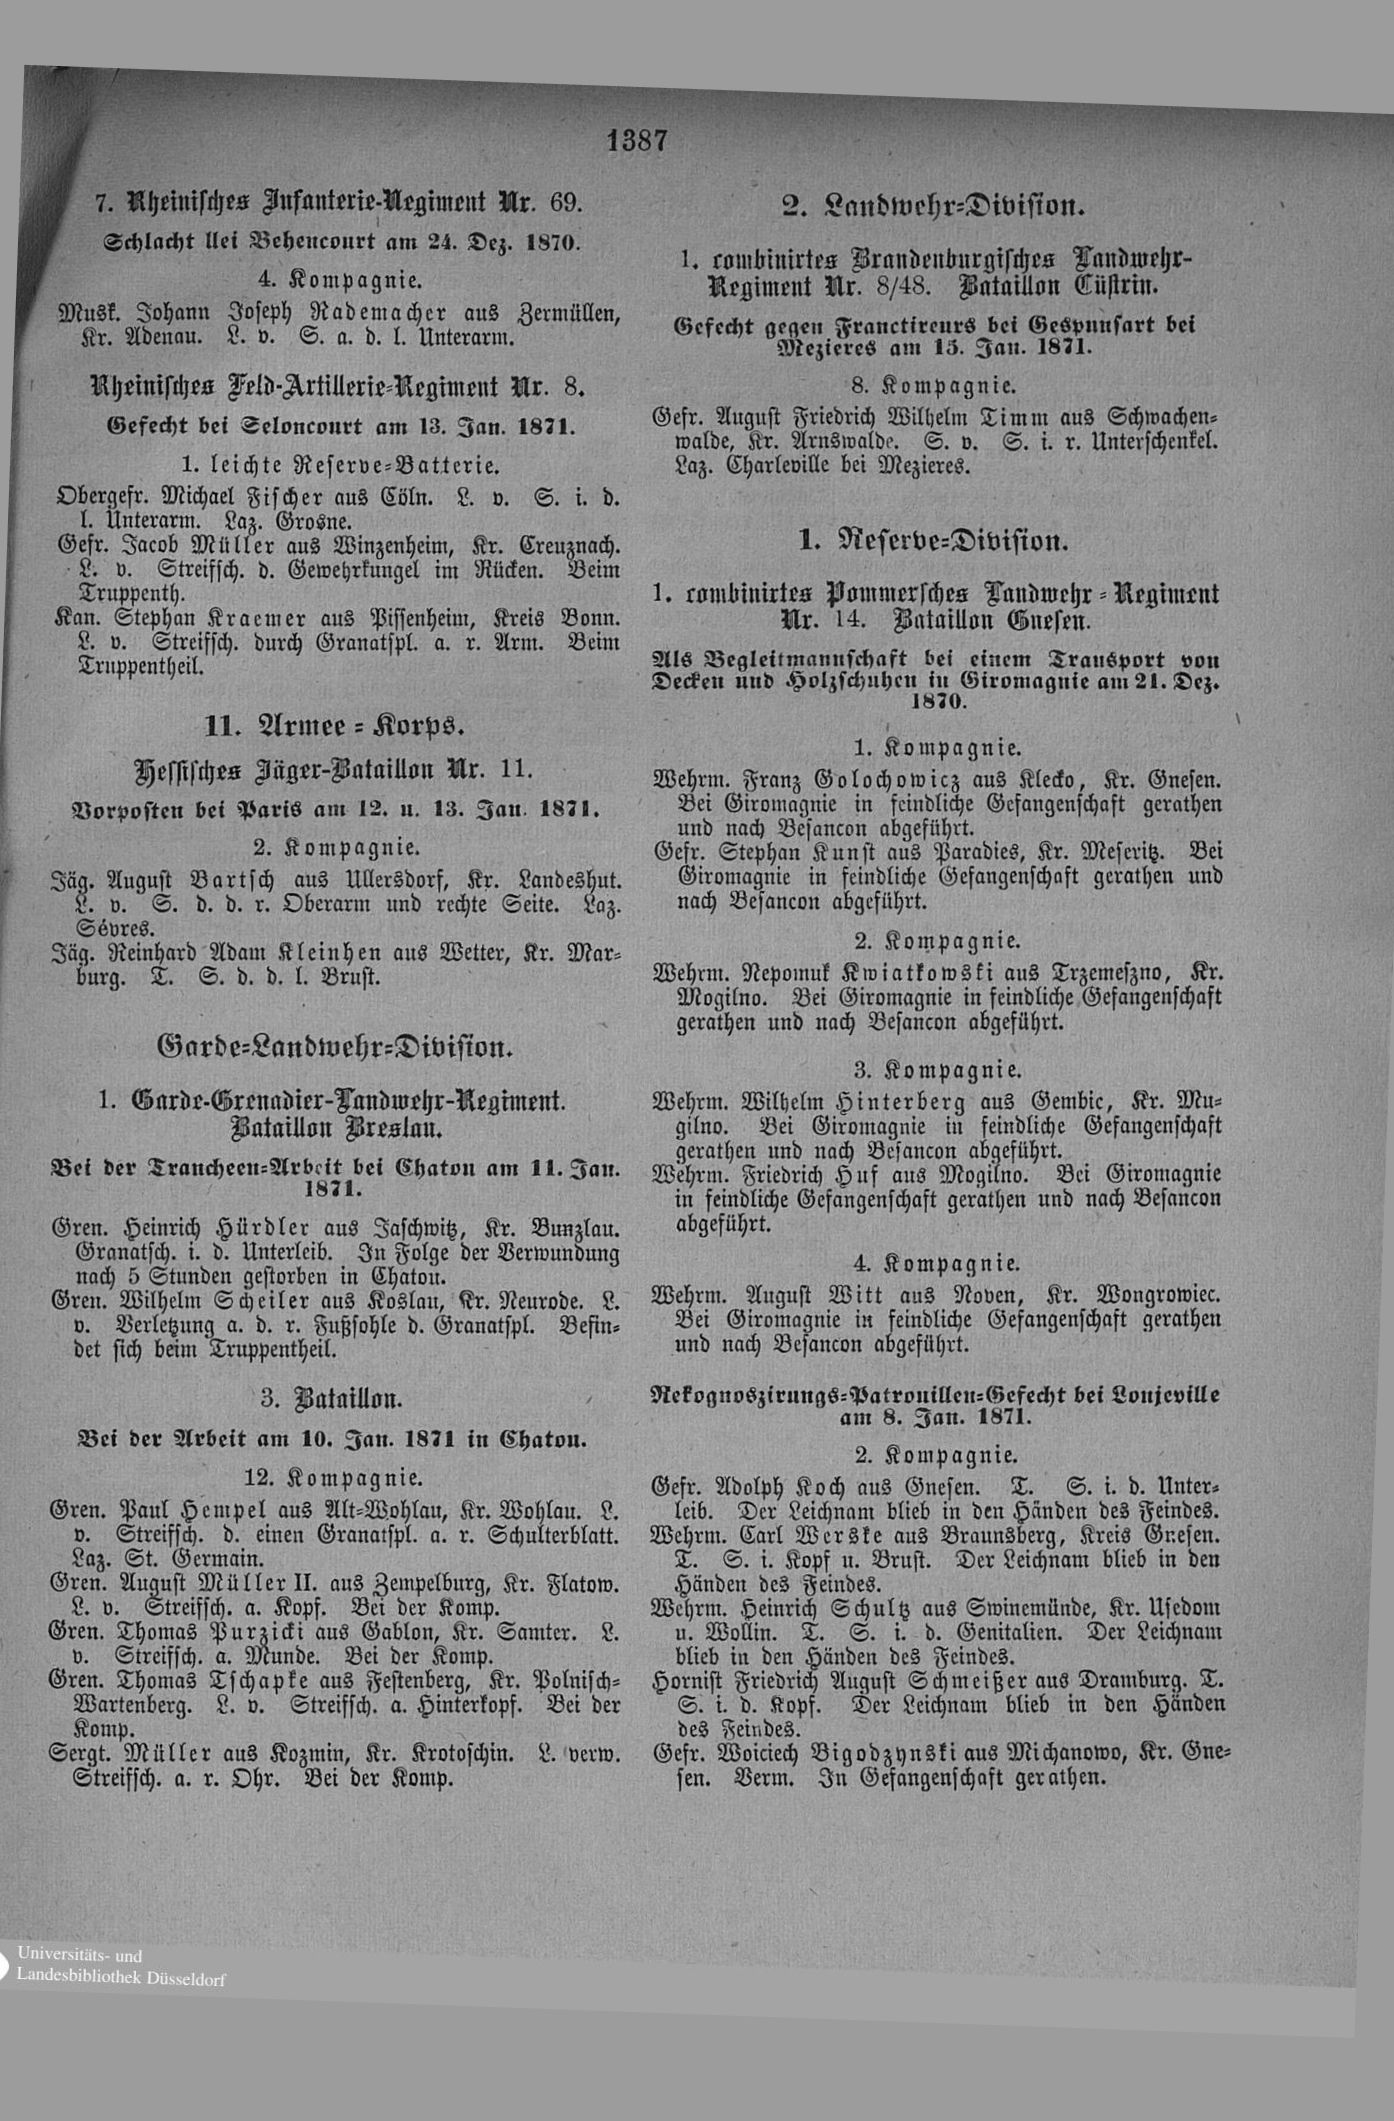 1387
7. Rheinisches Infanterie-Regiment Nr. 69.
Schlacht llei Behencourt am 24. Dez. 1870.
4. Kompagnie.
Musk. Johann Joseph Rademacher aus Zermüllen,
Kr. Adenau. L. v. S. a. d. l. Unterarm.
Rheinisches Feld-Artillerie-Regiment Nr. 8.
Gefecht bei Seloncourt am 13. Jan. 1871.
1. leichte Reserve-Batterie.
Obergefr. Michael Fischer aus Cöln. L. v. S. i. d.
l. Unterarm. Laz. Grosne.
Gefr. Jacob Müller aus Winzenheim, Kr. Creuznach.
L. v. Streifsch. d. Gewehrkungel im Rücken. Beim
Truppenth.
Kan. Stephan Kraemer aus Pissenheim, Kreis Bonn.
L. v. Streifsch. durch Granatspl. a. r. Arm. Beim
Truppentheil.
11. Armee-Korps.
Hessisches Jäger-Bataillon Nr. 11.
Vorposten bei Paris am 12. u. 13. Jan. 1871.
2. Kompagnie.
Jäg. August Bartsch aus Ullersdorf, Kr. Landeshut.
L. v. S. d. d. r. Oberarm und rechte Seite. Laz.
Sévres.
Jäg. Reinhard Adam Kleinhen aus Wetter, Kr. Mar-
burg. T. S. d. d. l. Brust.
Garde-Landwehr-Division.
1. Garde-Grenadier-Landwehr-Regiment.
Bataillon Breslau.
Bei der Trancheen-Arbeit bei Chaton am 11. Jan.
1871.
Gren. Heinrich Hürdler aus Jaschwitz, Kr. Bunzlau.
Granatsch. i. d. Unterleib. In Folge der Verwundung
nach 5 Stunden gestorben in Chaton.
Gren. Wilhelm Scheiler aus Koslau, Kr. Neurode. L.
v. Verletzung a. d. r. Fußsohle d. Granatspl. Befin-
det sich beim Truppentheil.
3. Bataillon.
Bei der Arbeit am 10. Jan. 1871 in Chaton.
12. Kompagnie.
Gren. Paul Hempel aus Alt-Wohlau, Kr. Wohlau. L.
v. Streifsch. d. einen Granatspl. a. r. Schulterblatt.
Laz. St. Germain.
Gren. August Müller II. aus Zempelburg, Kr. Flatow.
L. v. Streifsch. a. Kopf. Bei der Komp.
Gren. Thomas Purzicki aus Gablon, Kr. Samter. L.
v. Streifsch. a. Munde. Bei der Komp.
Gren. Thomas Tschapke aus Festenberg, Kr. Polnisch-
Wartenberg. L. v. Streifsch. a. Hinterkopf. Bei der
Komp.
Sergt. Müller aus Kozmin, Kr. Krotoschin. L. verw.
Streifsch. a. r. Ohr. Bei der Komp.
2. Landwehr-Division.
1. combinirtes Brandenburgisches Landwehr-
Regiment Nr. 8/48. Bataillon Cüstrin.
Gefecht gegen Franctireurs bei Gespunsart bei
Mezieres am 15. Jan. 1871.
8. Kompagnie.
Gefr. August Friedrich Wilhelm Timm aus Schwachen-
walde, Kr. Arnswalde. S. v. S. i. r. Unterschenkel.
Laz. Charleville bei Mezieres.
1. Reserve-Division.
1. combinirtes Pommersches Landwehr-Regiment
Nr. 14. Bataillon Gnesen.
Als Begleitmannschaft bei einem Transport von
Decken und Holzschuhen in Giromagnie am 21. Dez.
1870.
1. Kompagnie.
Wehrm. Franz Golochowicz aus Klecko, Kr. Gnesen.
Bei Giromagnie in feindliche Gefangenschaft gerathen
und nach Besancon abgeführt.
Gefr. Stephan Kunst aus Paradies, Kr. Meseritz. Bei
Giromagnie in feindliche Gefangenschaft gerathen und
nach Besancon abgeführt.
2. Kompagnie.
Wehrm. Nepomuk Kwiatkowski aus Trzemeszno, Kr.
Mogilno. Bei Giromagnie in feindliche Gefangenschaft
gerathen und nach Besancon abgeführt.
3. Kompagnie.
Wehrm. Wilhelm Hinterberg aus Gembic, Kr. Mu-
gilno. Bei Giromagnie in feindliche Gefangenschaft
gerathen und nach Besancon abgeführt.
Wehrm. Friedrich Huf aus Mogilno. Bei Giromagnie
in feindliche Gefangenschaft gerathen und nach Besancon
abgeführt.
4. Kompagnie.
Wehrm. August Witt aus Noven, Kr. Wongrowiec.
Bei Giromagnie in feindliche Gefangenschaft gerathen
und nach Besancon abgeführt.
Rekognoszirungs-Patrouillen-Gefecht bei Loujeville
am 8. Jan. 1871.
2. Kompagnie.
Gefr. Adolph Koch aus Gnesen. T. S. i. d. Unter-
leib. Der Leichnam blieb in den Händen des Feindes.
Wehrm. Carl Werske aus Braunsberg, Kreis Gnesen.
T. S. i. Kopf u. Brust. Der Leichnam blieb in den
Händen des Feindes.
Wehrm. Heinrich Schultz aus Swinemünde, Kr. Usedom
u. Wollin. T. S. i. d. Genitalien. Der Leichnam
blieb in den Händen des Feindes.
Hornist Friedrich August Schmeißer aus Dramburg. T.
S. i. d. Kopf. Der Leichnam blieb in den Händen
des Feindes.
Gefr. Woiciech Bigodzynski aus Michanowo, Kr. Gne-
sen. Verm. In Gefangenschaft gerathen.
Universitäts- und
Landesbibliothek Düsseldorf